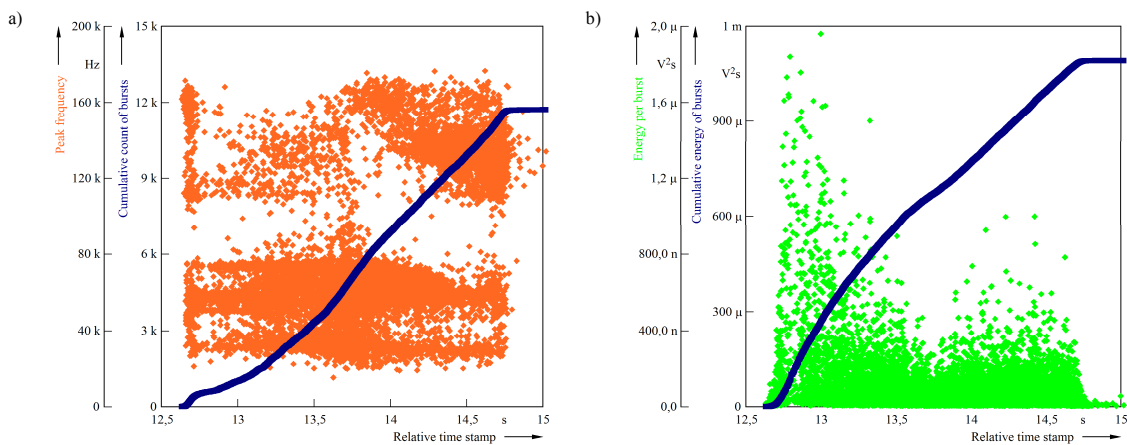 a)
200 k
15 k
Hz
160 k
12 k
120 k
9 k
80 k
6 k
40 k
3 k
0
0
Peak frequency
Cumulative count of bursts
12,5
13
13,5
14
s
15
Relative time stamp
b)
2,0 µ
1 m
V²s
V²s
1,6 µ
900 µ
1,2 µ
600 µ
800,0 n
300 µ
400,0 n
0,0
0
Energy per burst
Cumulative energy of bursts
12,5
13
13,5
14
14,5
s
15
Relative time stamp